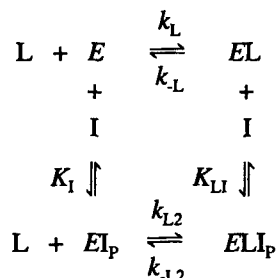 k_L
L + E ⇌ EL
k_-L
+ +
I I
K_I ⇌ K_LI ⇌
k_L2
L + EI_P ⇌ ELI_P
k_-L2